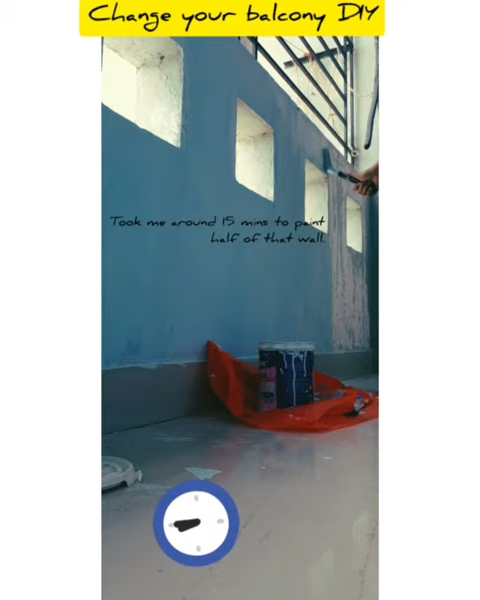 Change your balcony DIY
Took me around 15 mins to paint
half of that wall.